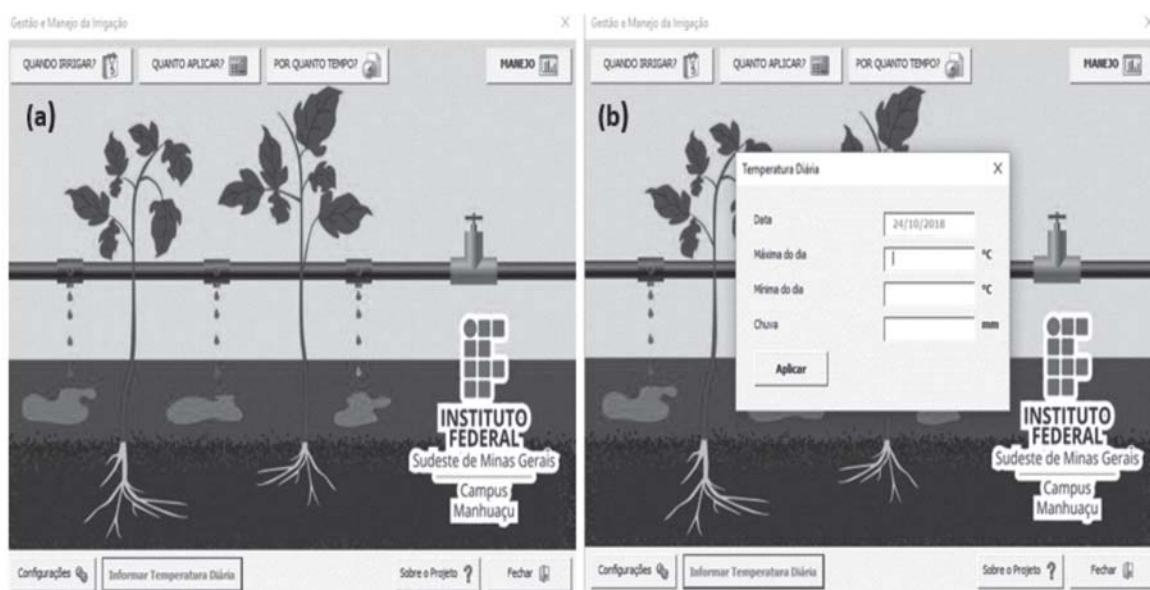 Gestão e Manejo da Irrigação X
QUANDO IRRIGAR? QUANTO APLICAR? POR QUANTO TEMPO? MANEJO
(a)
INSTITUTO
FEDERAL
Sudeste de Minas Gerais
Campus
Manhuaçu
Configurações Informar Temperatura Diária Sobre o Projeto ? Fechar
Gestão e Manejo da Irrigação X
QUANDO IRRIGAR? QUANTO APLICAR? POR QUANTO TEMPO? MANEJO
(b)
Temperatura Diária X
Data 24/10/2018
Máxima do dia °C
Mínima do dia °C
Chuva mm
Aplicar
INSTITUTO
FEDERAL
Sudeste de Minas Gerais
Campus
Manhuaçu
Configurações Informar Temperatura Diária Sobre o Projeto ? Fechar